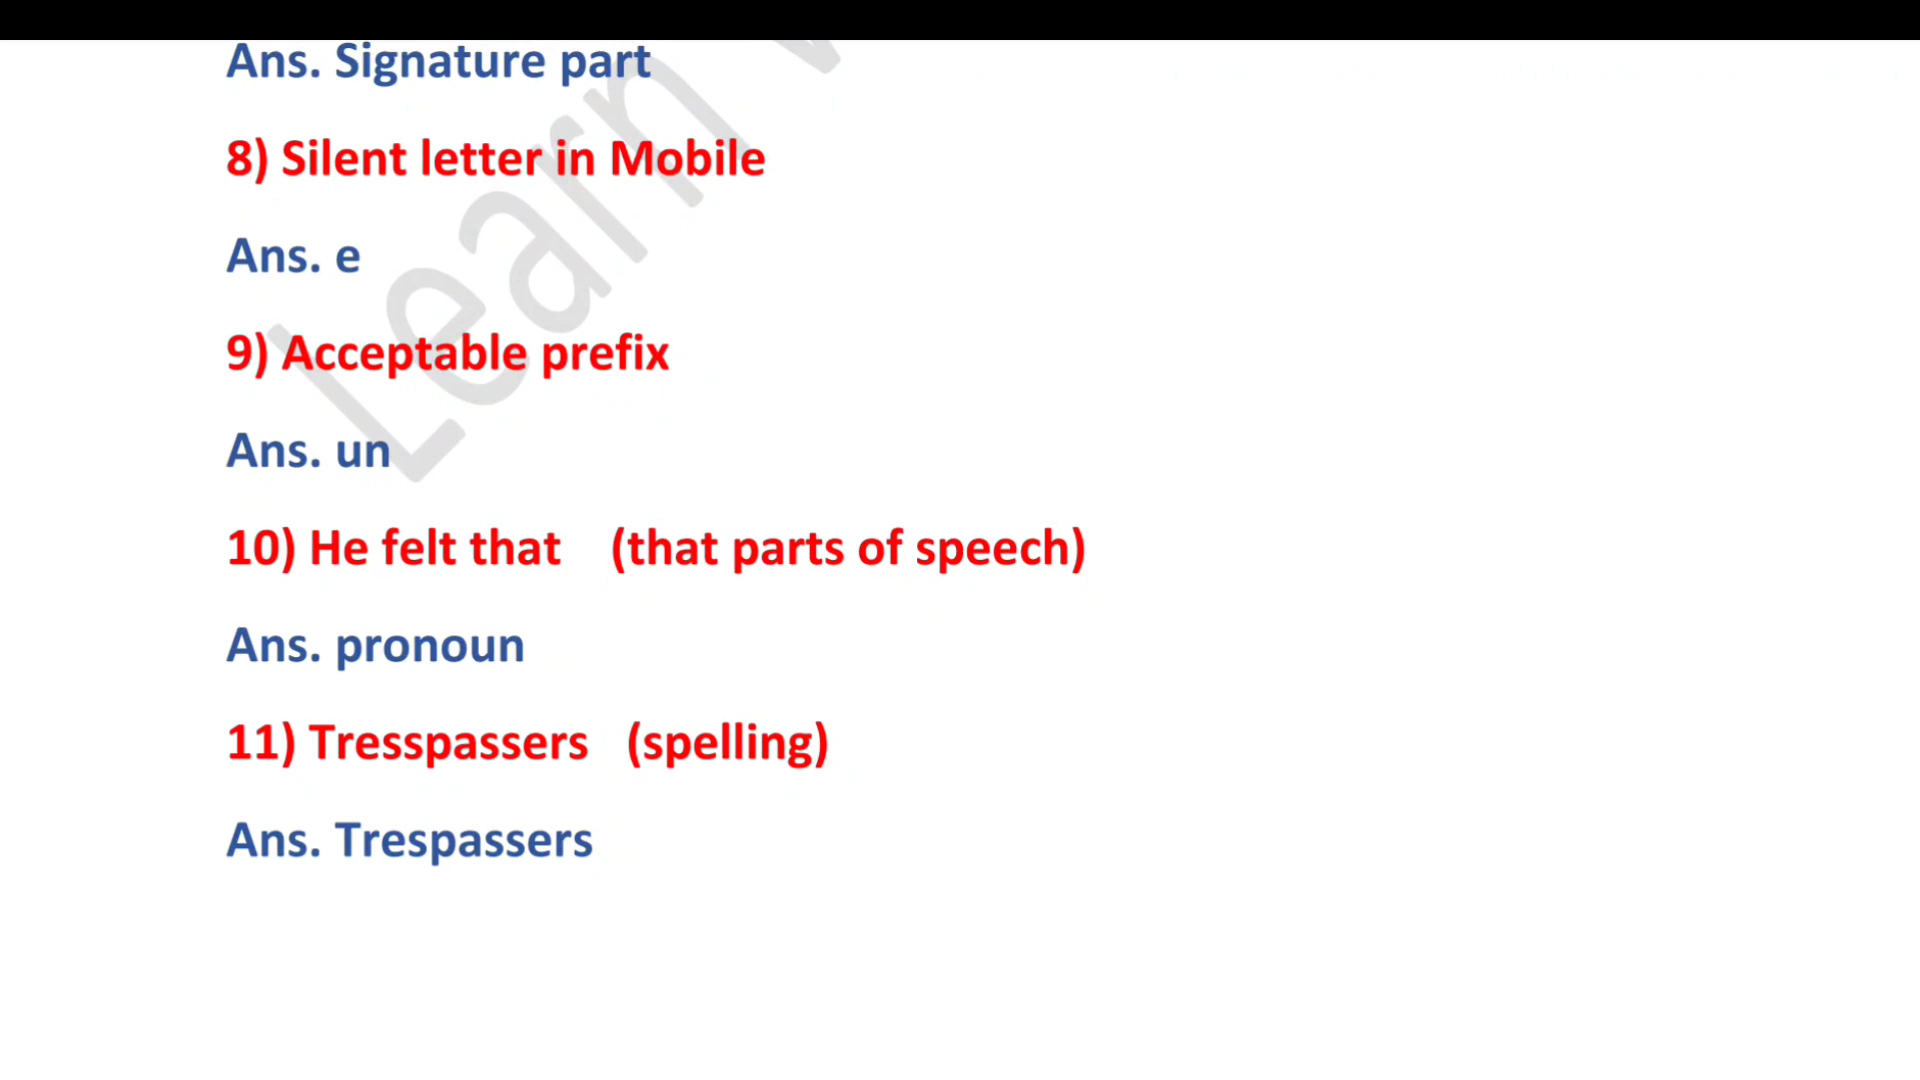 Ans. Signature part
8) Silent letter in Mobile
Ans. e
9) Acceptable prefix
Ans. un
10) He felt that (that parts of speech)
Ans. pronoun
11) Tresspassers (spelling)
Ans. Trespassers
Learn